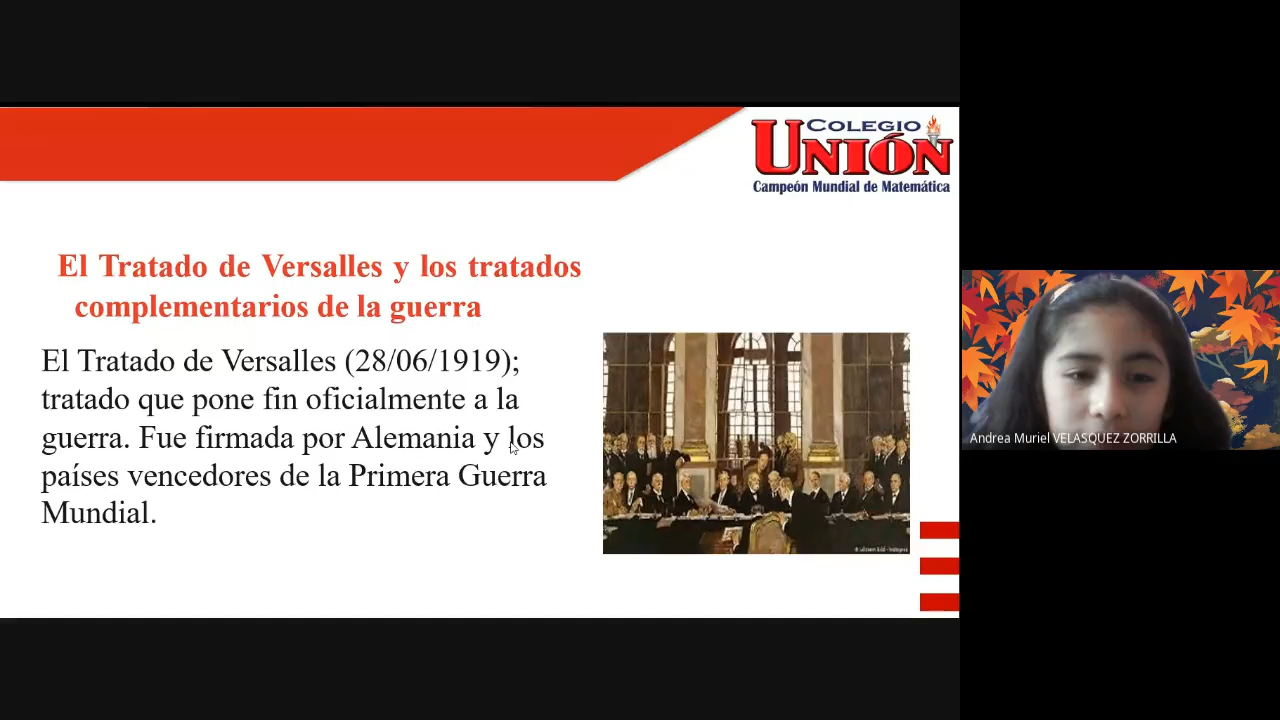 COLEGIO
UNIÓN
Campeón Mundial de Matemática
El Tratado de Versalles y los tratados
complementarios de la guerra
El Tratado de Versalles (28/06/1919);
tratado que pone fin oficialmente a la
guerra. Fue firmada por Alemania y los
países vencedores de la Primera Guerra
Mundial.
Andrea Muriel VELASQUEZ ZORRILLA